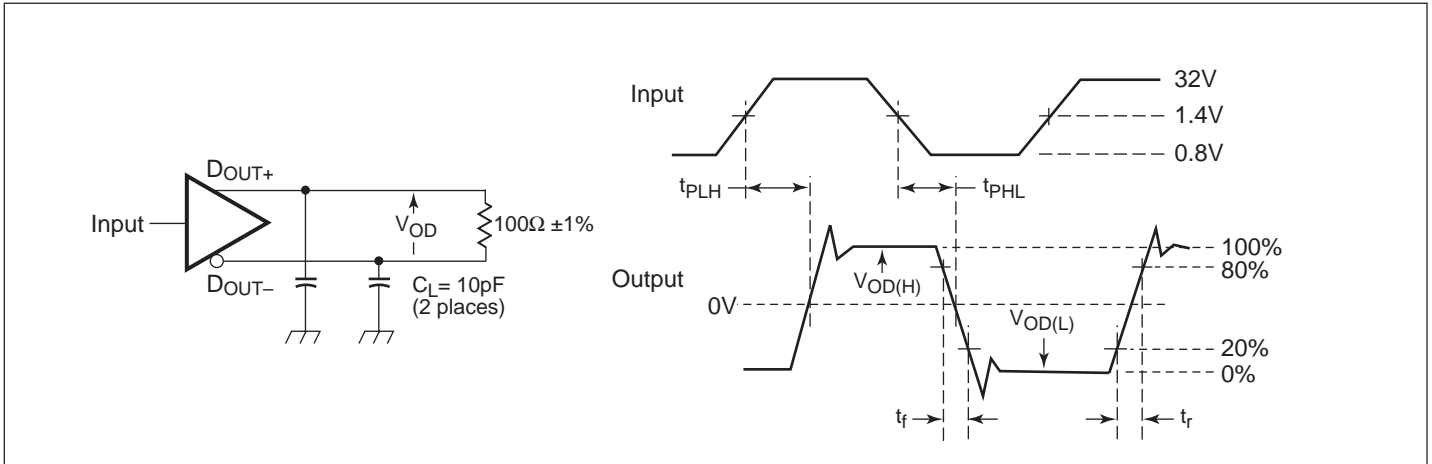 Input
DOUT+
DOUT–
VOD
100Ω ±1%
CL= 10pF
(2 places)
Input
32V
1.4V
0.8V
tPLH
tPHL
Output
0V
VOD(H)
VOD(L)
100%
80%
20%
0%
tf
tr